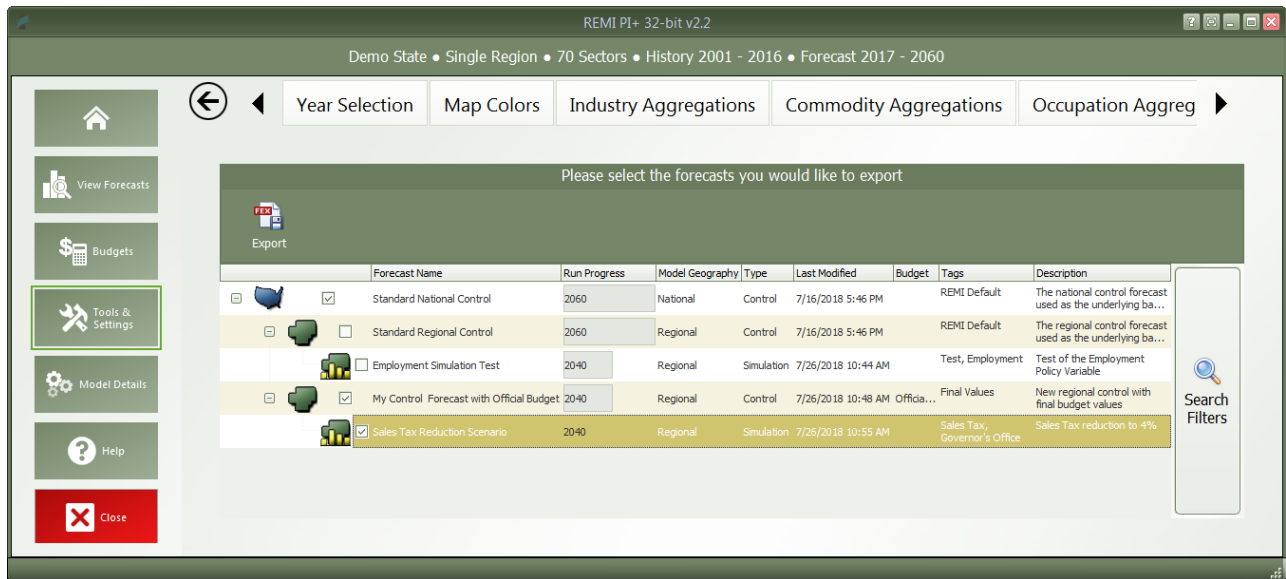 REMI PI+ 32-bit v2.2
Demo State ● Single Region ● 70 Sectors ● History 2001 - 2016 ● Forecast 2017 - 2060
Year Selection Map Colors Industry Aggregations Commodity Aggregations Occupation Aggreg
View Forecasts
Budgets
Tools &
Settings
Model Details
Help
Close
Please select the forecasts you would like to export
FEX
Export
Forecast Name Run Progress Model Geography Type Last Modified Budget Tags Description
Standard National Control 2060 National Control 7/16/2018 5:46 PM REMI Default The national control forecast
used as the underlying ba...
Standard Regional Control 2060 Regional Control 7/16/2018 5:46 PM REMI Default The regional control forecast
used as the underlying ba...
Employment Simulation Test 2040 Regional Simulation 7/26/2018 10:44 AM Test, Employment Test of the Employment
Policy Variable
My Control Forecast with Official Budget 2040 Regional Control 7/26/2018 10:48 AM Officia... Final Values New regional control with
final budget values
Sales Tax Reduction Scenario 2040 Regional Simulation 7/26/2018 10:55 AM Sales Tax, Sales Tax reduction to 4%
Governor's Office
Search
Filters